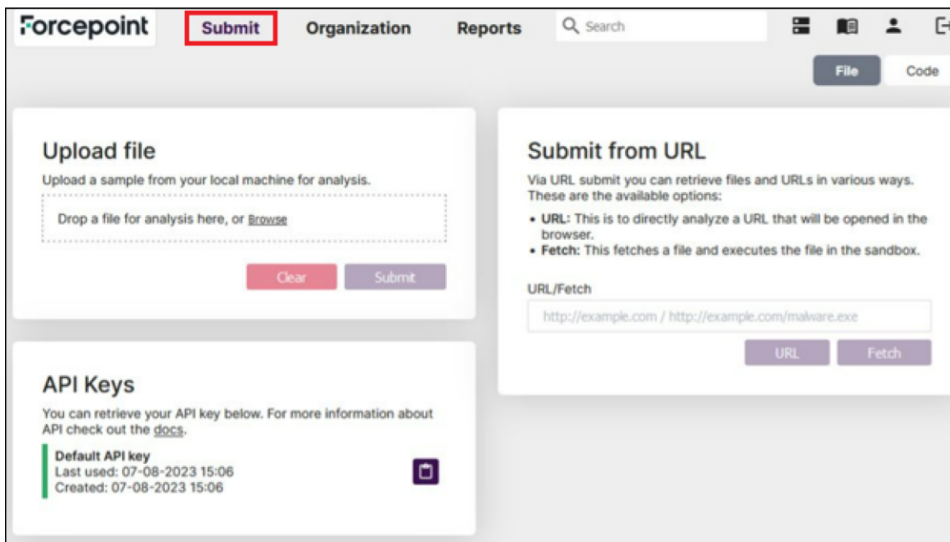 Forcepoint
Submit
Organization
Reports
Search
File
Code
Upload file
Upload a sample from your local machine for analysis.
Drop a file for analysis here, or Browse
Clear
Submit
API Keys
You can retrieve your API key below. For more information about
API check out the docs.
Default API key
Last used: 07-08-2023 15:06
Created: 07-08-2023 15:06
Submit from URL
Via URL submit you can retrieve files and URLs in various ways.
These are the available options:
• URL: This is to directly analyze a URL that will be opened in the
browser.
• Fetch: This fetches a file and executes the file in the sandbox.
URL/Fetch
http://example.com / http://example.com/malware.exe
URL
Fetch